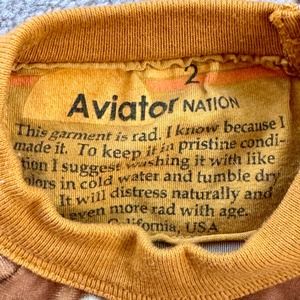 2
Aviator NATION
This garment is rad. I know because I
made it. To keep it in pristine condi-
tion I suggest washing it with like
colors in cold water and tumble dry
It will distress naturally and
even more rad with age.
California, USA